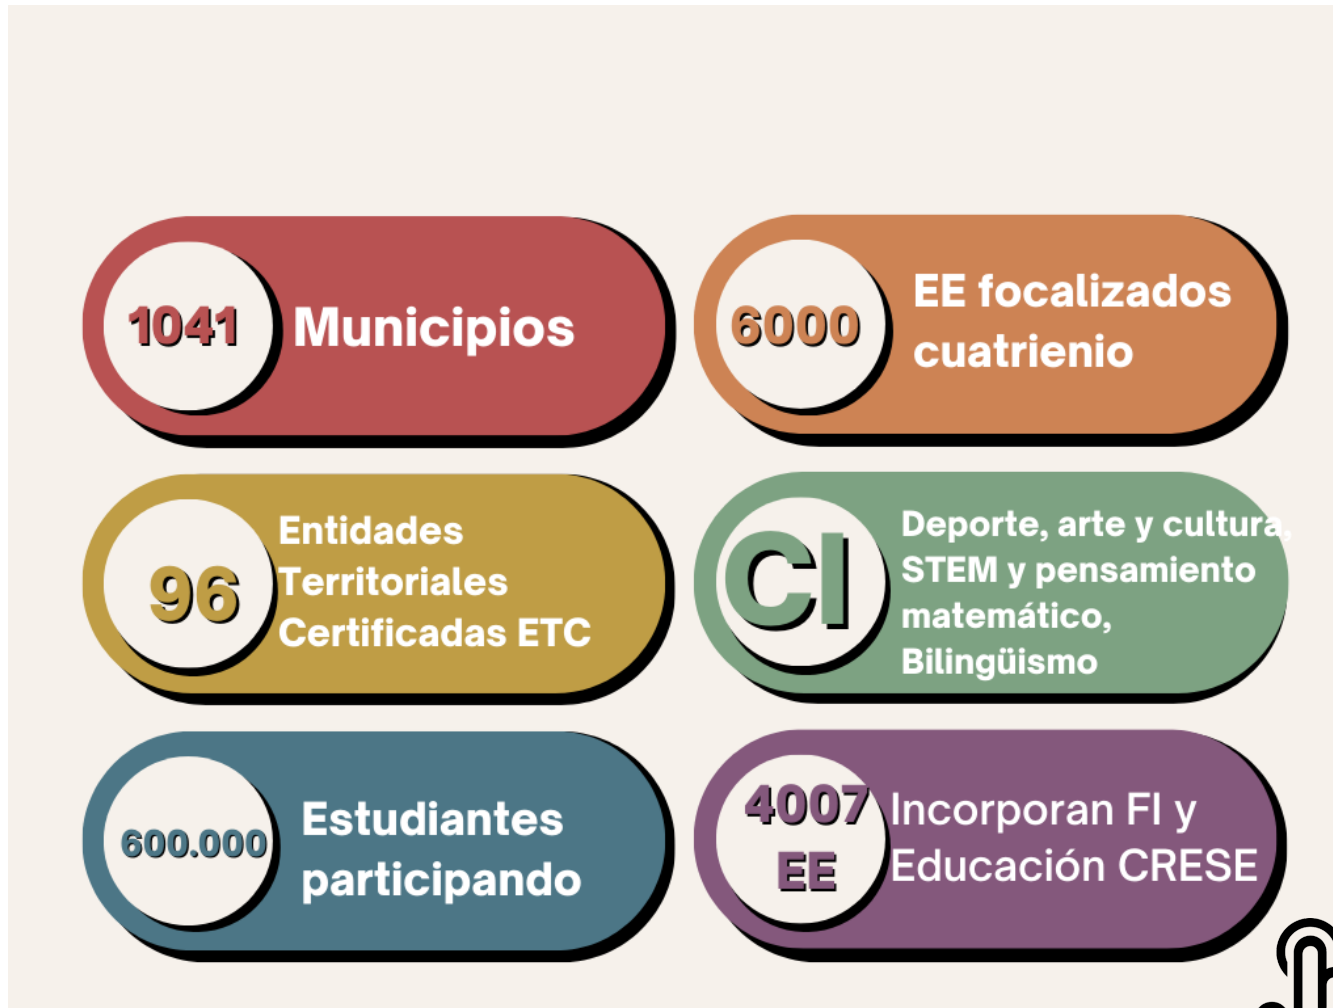 1041
Municipios
6000
EE focalizados
cuatrienio
96
Entidades
Territoriales
Certificadas ETC
CI
Deporte, arte y cultura,
STEM y pensamiento
matemático,
Bilingüismo
600.000
Estudiantes
participando
4007
EE
Incorporan FI y
Educación CRESE